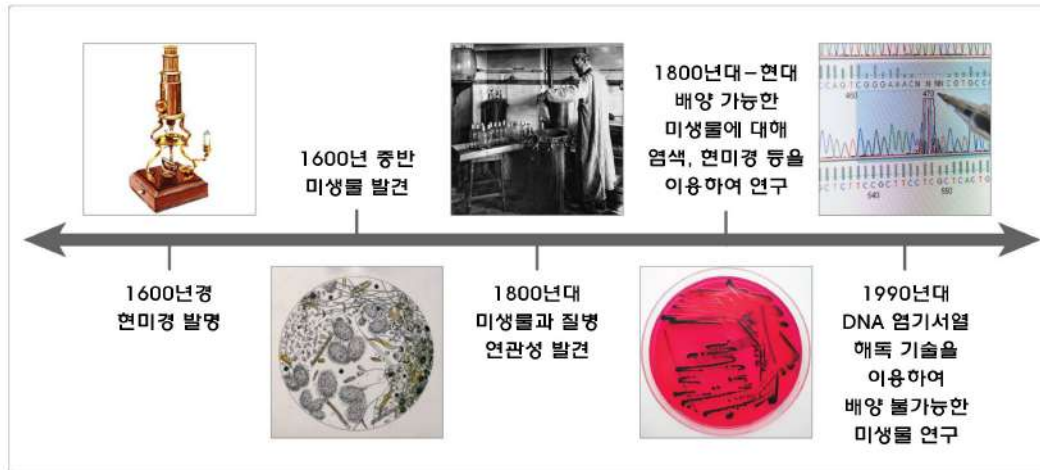 1600년경
현미경 발명
1600년 중반
미생물 발견
1800년대
미생물과 질병
연관성 발견
1800년대-현대
배양 가능한
미생물에 대해
염색, 현미경 등을
이용하여 연구
1990년대
DNA 염기서열
해독 기술을
이용하여
배양 불가능한
미생물 연구
460
470
540
550